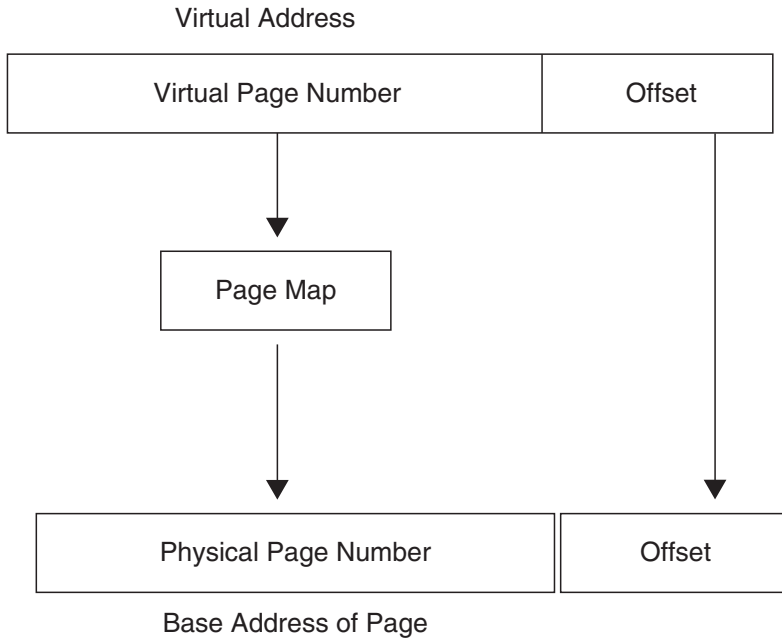 Virtual Address
Virtual Page Number
Offset
Page Map
Physical Page Number
Offset
Base Address of Page